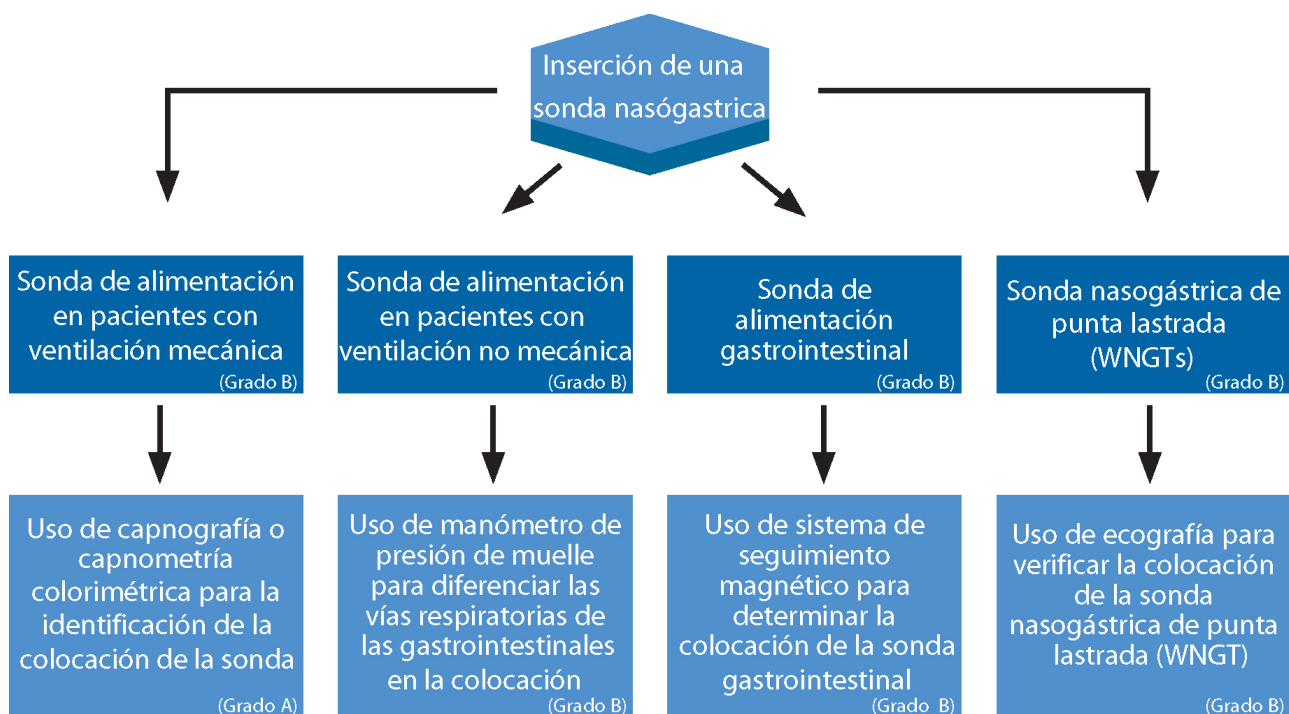 Inserción de una
sonda nasógastrica
Sonda de alimentación
en pacientes con
ventilación mecánica
(Grado B)
Sonda de alimentación
en pacientes con
ventilación no mecánica
(Grado B)
Sonda de
alimentación
gastrointestinal
(Grado B)
Sonda nasogástrica de
punta lastrada
(WNGTs)
(Grado B)
Uso de capnografía o
capnometría
colorimétrica para la
identificación de la
colocación de la sonda
(Grado A)
Uso de manómetro de
presión de muelle
para diferenciar las
vías respiratorias de
las gastrointestinales
en la colocación
(Grado B)
Uso de sistema de
seguimiento
magnético para
determinar la
colocación de la sonda
gastrointestinal
(Grado B)
Uso de ecografía para
verificar la colocación
de la sonda
nasogástrica de punta
lastrada (WNGT)
(Grado B)